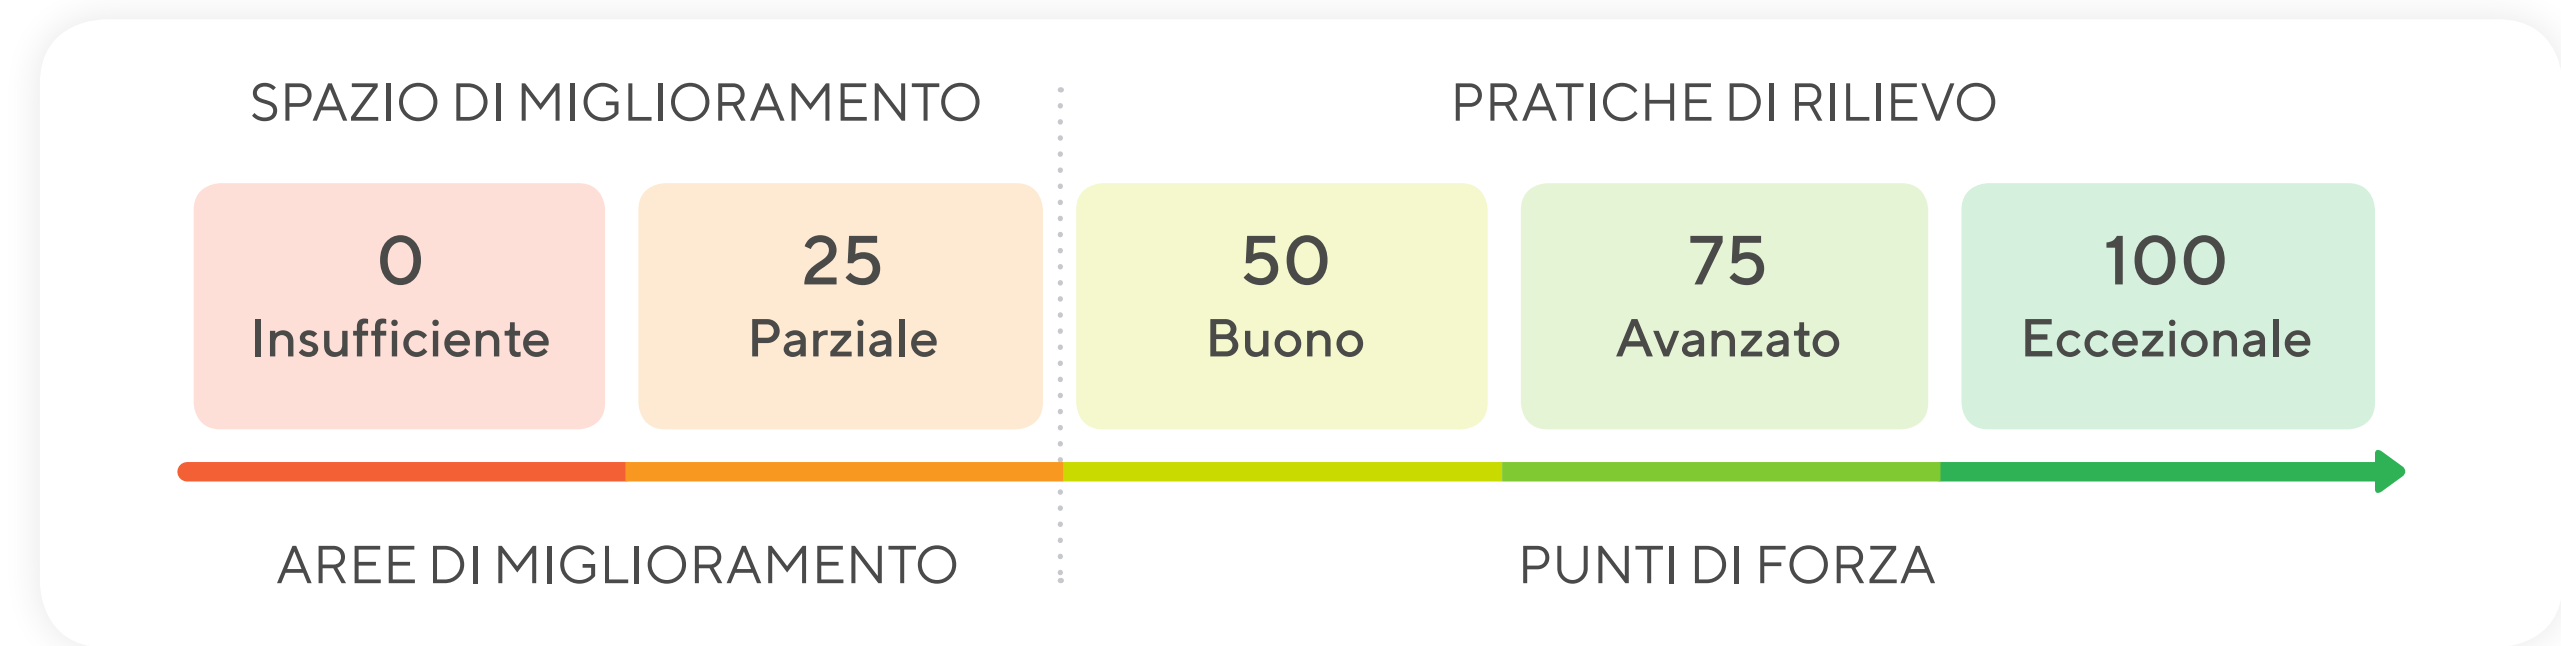 SPAZIO DI MIGLIORAMENTO
PRATICHE DI RILIEVO
0
Insufficiente
25
Parziale
50
Buono
75
Avanzato
100
Eccezionale
AREE DI MIGLIORAMENTO
PUNTI DI FORZA